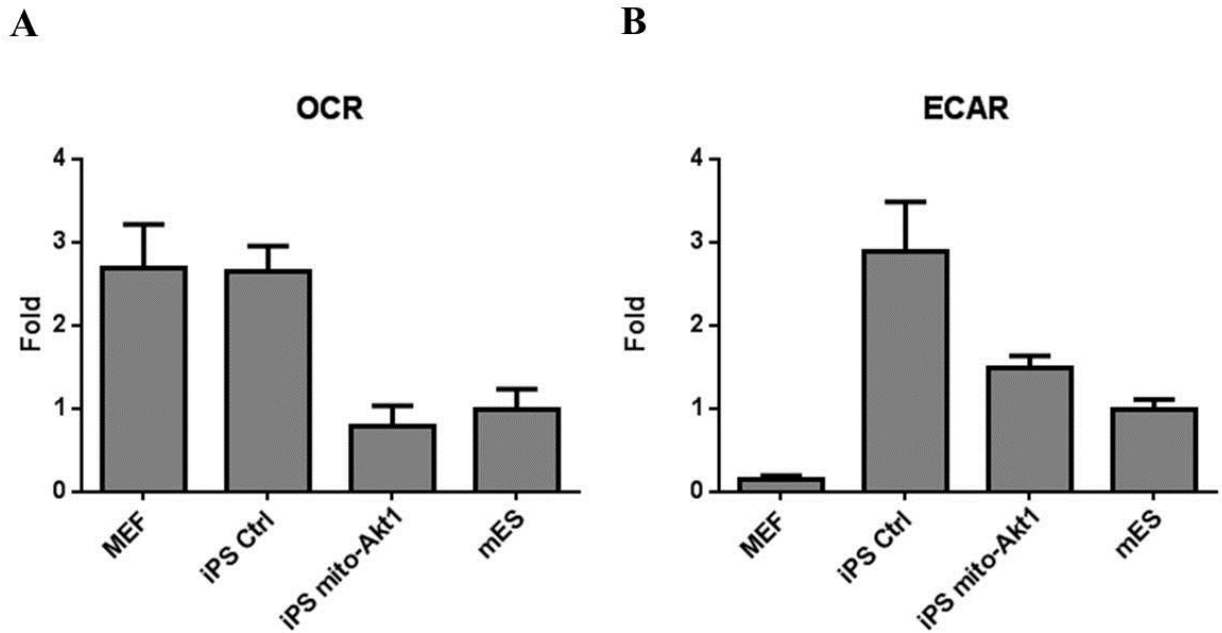 A
OCR
4
3
2
1
0
Fold
MEF
iPS Ctrl
iPS mito-Akt1
mES
B
ECAR
4
3
2
1
0
Fold
MEF
iPS Ctrl
iPS mito-Akt1
mES